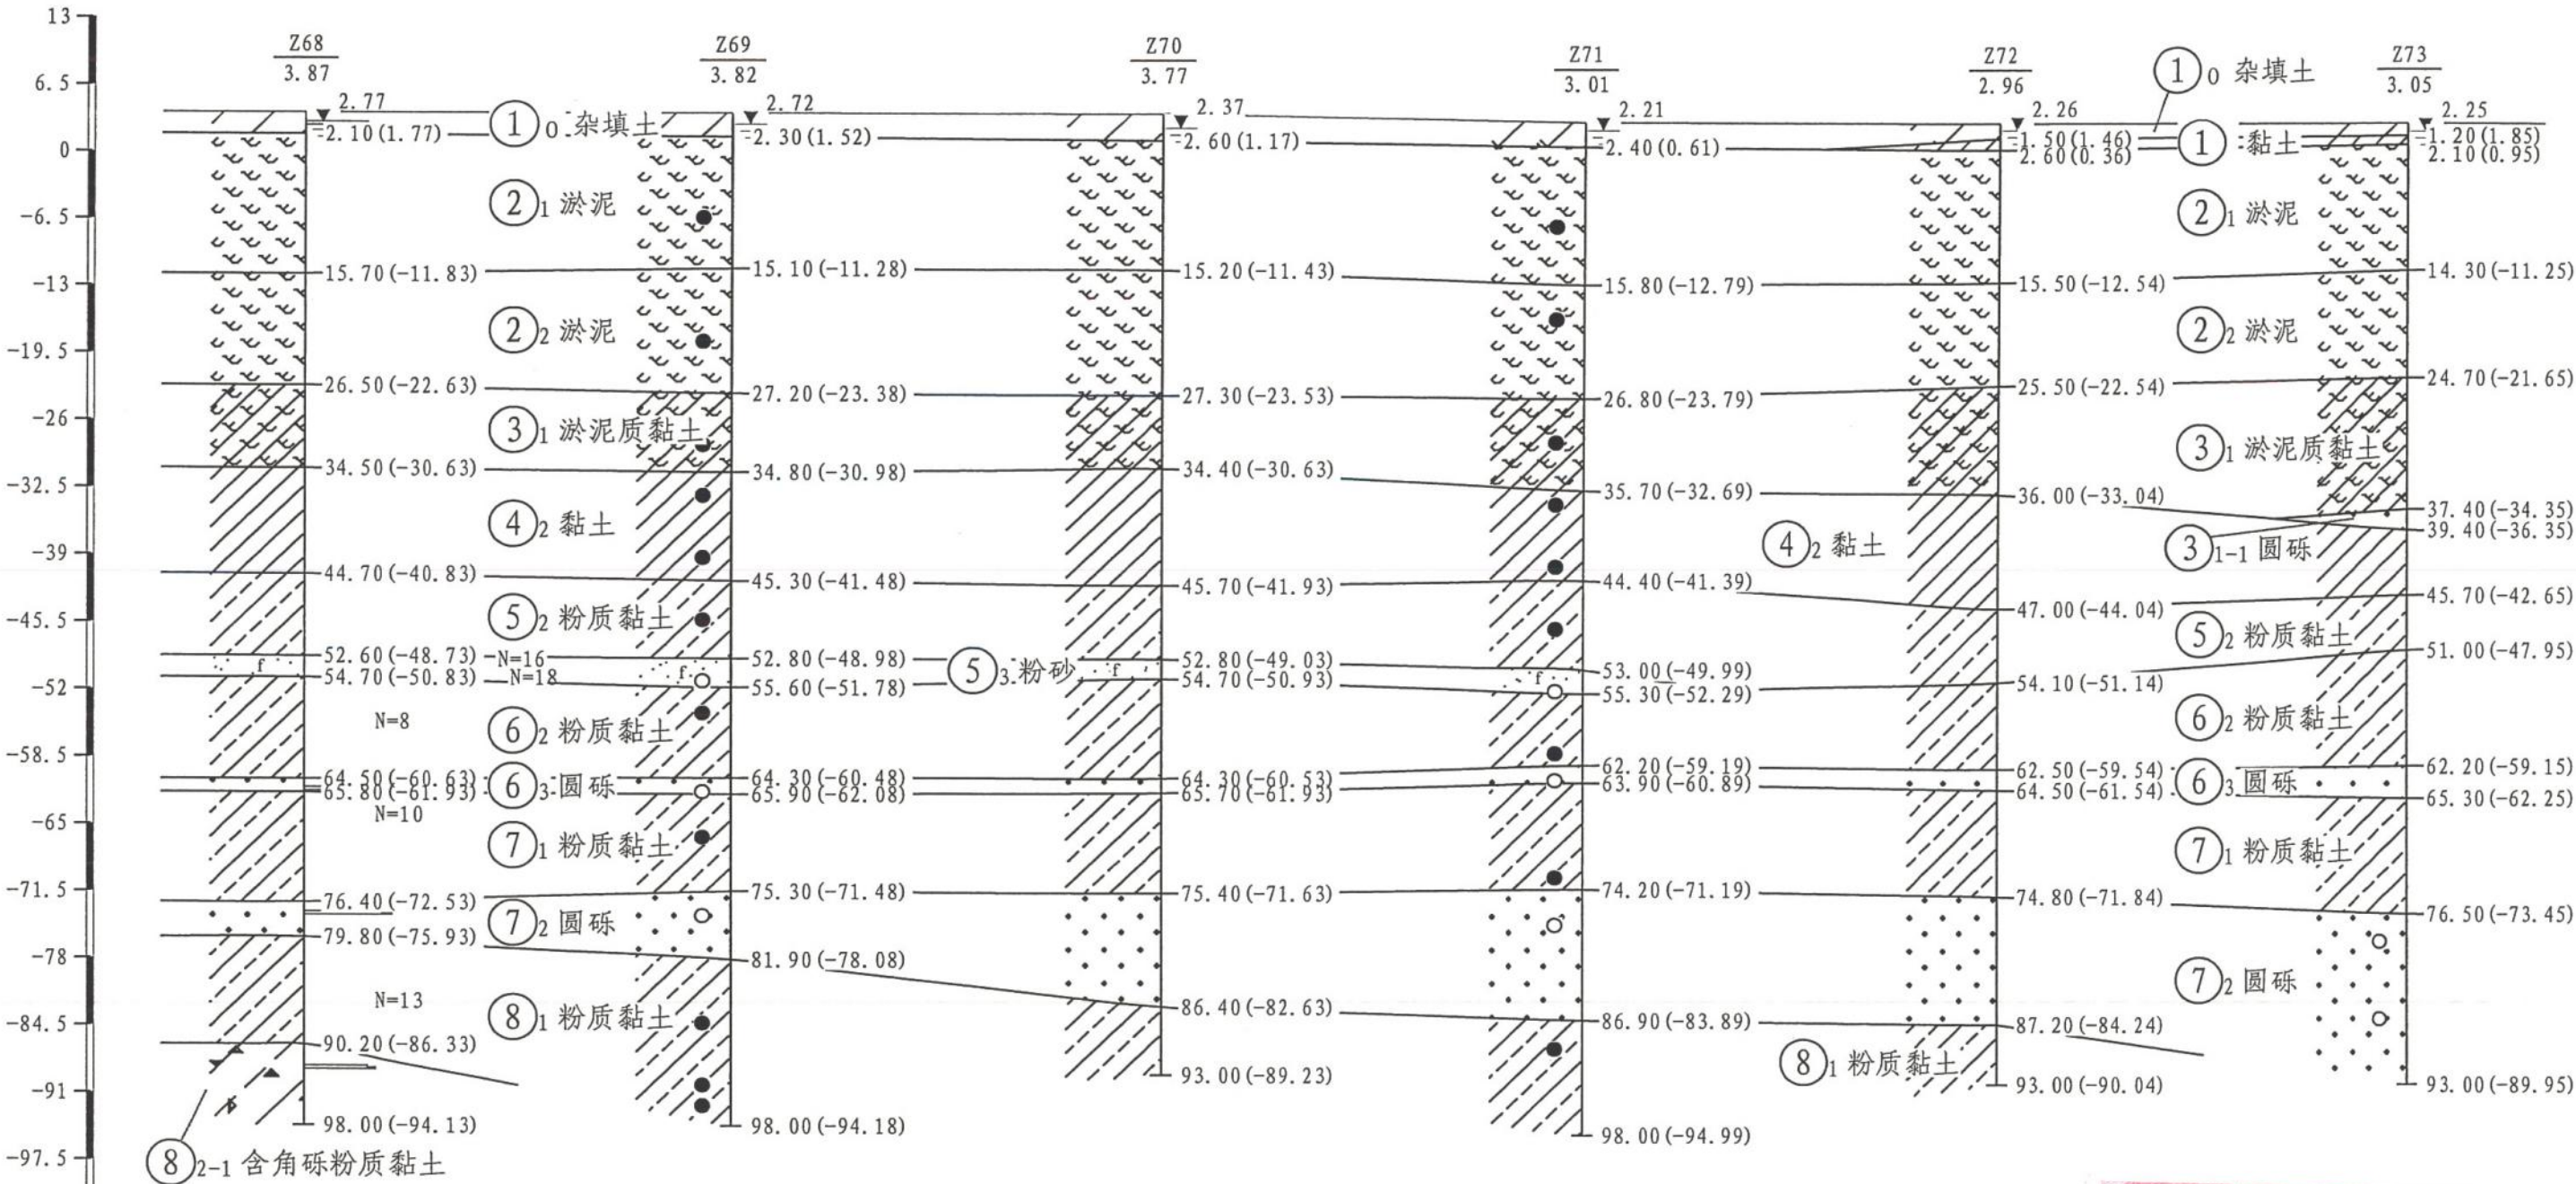 13
6.5
0
-6.5
-13
-19.5
-26
-32.5
-39
-45.5
-52
-58.5
-65
-71.5
-78
-84.5
-91
-97.5
Z68
3.87
2.77
2.10(1.77)
15.70(-11.83)
26.50(-22.63)
34.50(-30.63)
44.70(-40.83)
52.60(-48.73)
N=16
54.70(-50.83)
N=18
N=8
64.50(-60.63)
65.80(-61.93)
N=10
76.40(-72.53)
79.80(-75.93)
N=13
90.20(-86.33)
98.00(-94.13)
⑧2-1 含角砾粉质黏土
①0 杂填土
②1 淤泥
②2 淤泥
③1 淤泥质黏土
④2 黏土
⑤2 粉质黏土
⑥2 粉质黏土
⑥3 圆砾
⑦1 粉质黏土
⑦2 圆砾
⑧1 粉质黏土
f
f
f
f
Z69
3.82
2.72
2.30(1.52)
15.10(-11.28)
27.20(-23.38)
34.80(-30.98)
45.30(-41.48)
52.80(-48.98)
55.60(-51.78)
64.30(-60.48)
65.90(-62.08)
75.30(-71.48)
81.90(-78.08)
98.00(-94.18)
⑤3 粉砂
Z70
3.77
2.37
2.60(1.17)
15.20(-11.43)
27.30(-23.53)
34.40(-30.63)
45.70(-41.93)
52.80(-49.03)
54.70(-50.93)
64.30(-60.53)
65.70(-61.93)
75.40(-71.63)
86.40(-82.63)
93.00(-89.23)
Z71
3.01
2.21
2.40(0.61)
15.80(-12.79)
26.80(-23.79)
35.70(-32.69)
44.40(-41.39)
53.00(-49.99)
55.30(-52.29)
62.20(-59.19)
63.90(-60.89)
74.20(-71.19)
86.90(-83.89)
98.00(-94.99)
④2 黏土
⑧1 粉质黏土
Z72
2.96
2.26
1.50(1.46)
2.60(0.36)
15.50(-12.54)
25.50(-22.54)
36.00(-33.04)
47.00(-44.04)
54.10(-51.14)
62.50(-59.54)
64.50(-61.54)
74.80(-71.84)
87.20(-84.24)
93.00(-90.04)
①0 杂填土
① 黏土
②1 淤泥
②2 淤泥
③1 淤泥质黏土
③1-1 圆砾
⑤2 粉质黏土
⑥2 粉质黏土
⑥3 圆砾
⑦1 粉质黏土
⑦2 圆砾
Z73
3.05
2.25
1.20(1.85)
2.10(0.95)
14.30(-11.25)
24.70(-21.65)
37.40(-34.35)
39.40(-36.35)
45.70(-42.65)
51.00(-47.95)
62.20(-59.15)
65.30(-62.25)
76.50(-73.45)
93.00(-89.95)